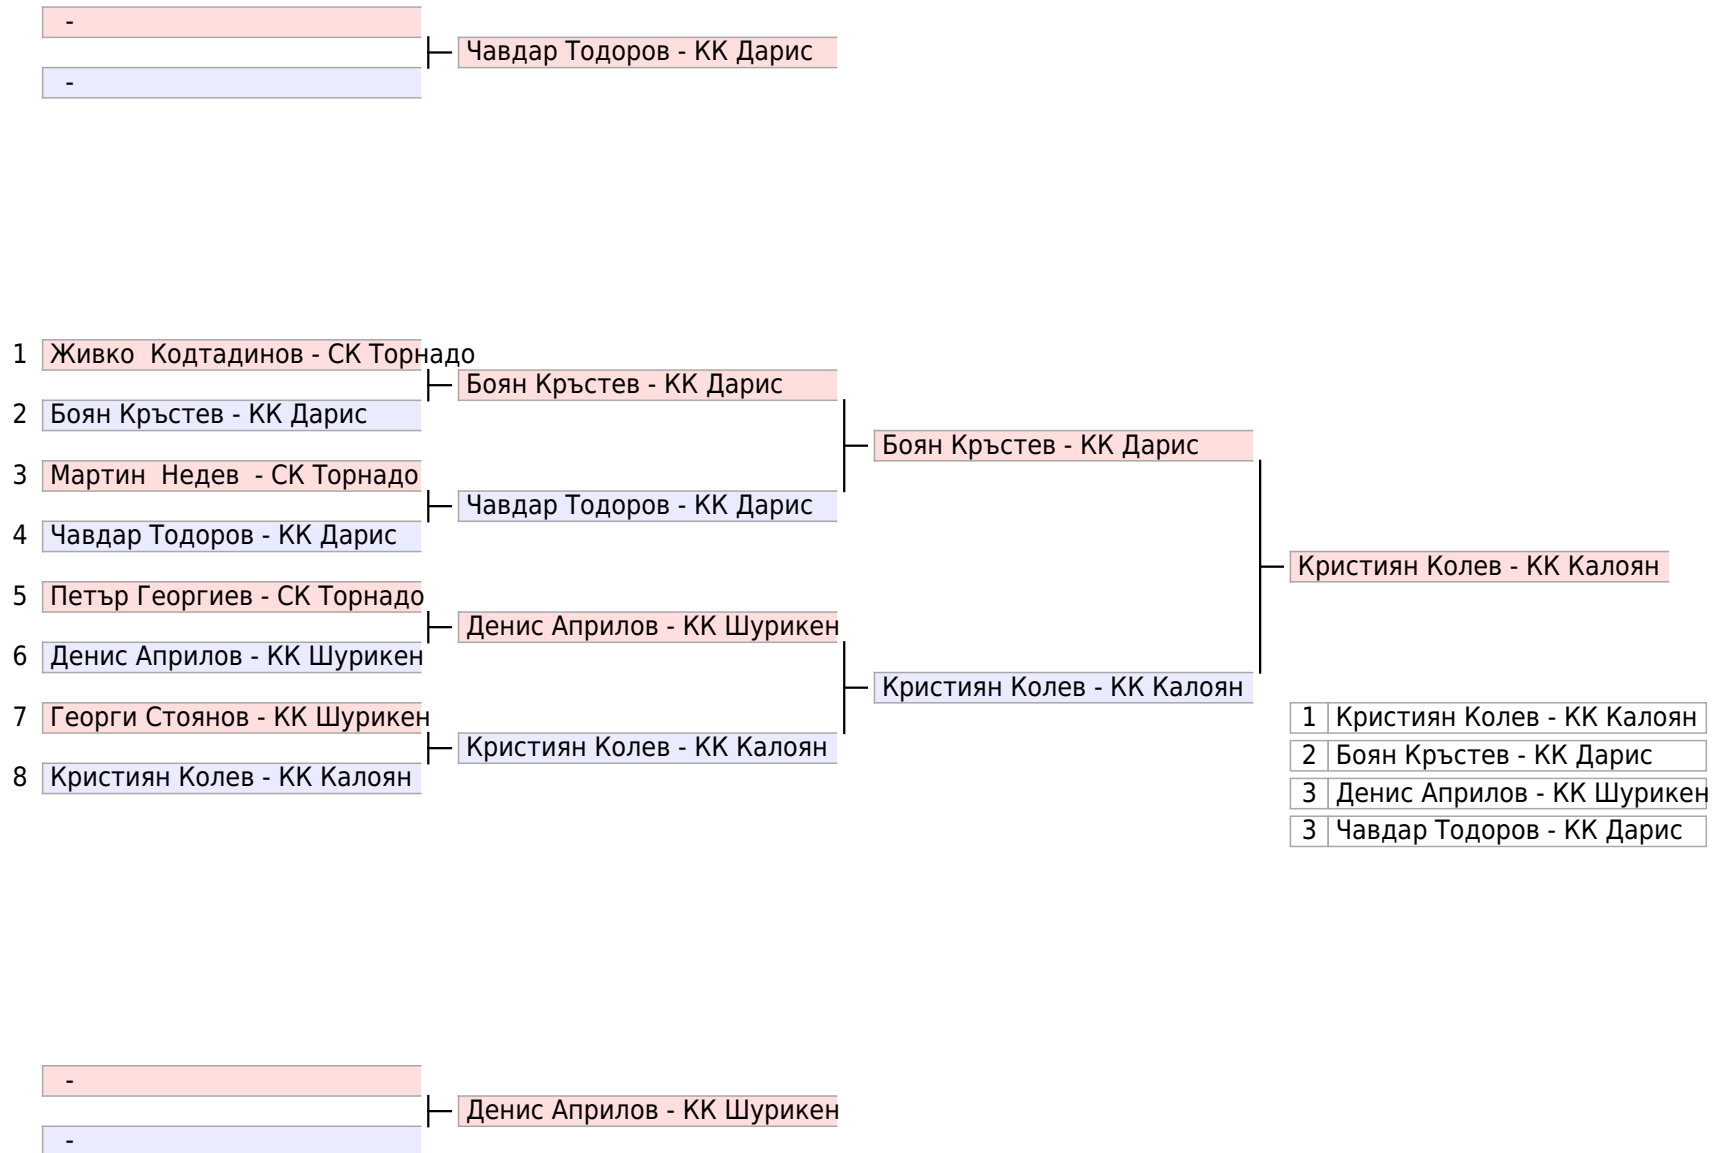 -
Чавдар Тодоров - КК Дарис
-
1 Живко  Кодтадинов - СК Торнадо
Боян Кръстев - КК Дарис
2 Боян Кръстев - КК Дарис
Боян Кръстев - КК Дарис
3 Мартин  Недев  - СК Торнадо
Чавдар Тодоров - КК Дарис
4 Чавдар Тодоров - КК Дарис
Кристиян Колев - КК Калоян
5 Петър Георгиев - СК Торнадо
Денис Априлов - КК Шурикен
6 Денис Априлов - КК Шурикен
Кристиян Колев - КК Калоян
7 Георги Стоянов - КК Шурикен
1 Кристиян Колев - КК Калоян
Кристиян Колев - КК Калоян
2 Боян Кръстев - КК Дарис
8 Кристиян Колев - КК Калоян
3 Денис Априлов - КК Шурикен
3 Чавдар Тодоров - КК Дарис
-
Денис Априлов - КК Шурикен
-